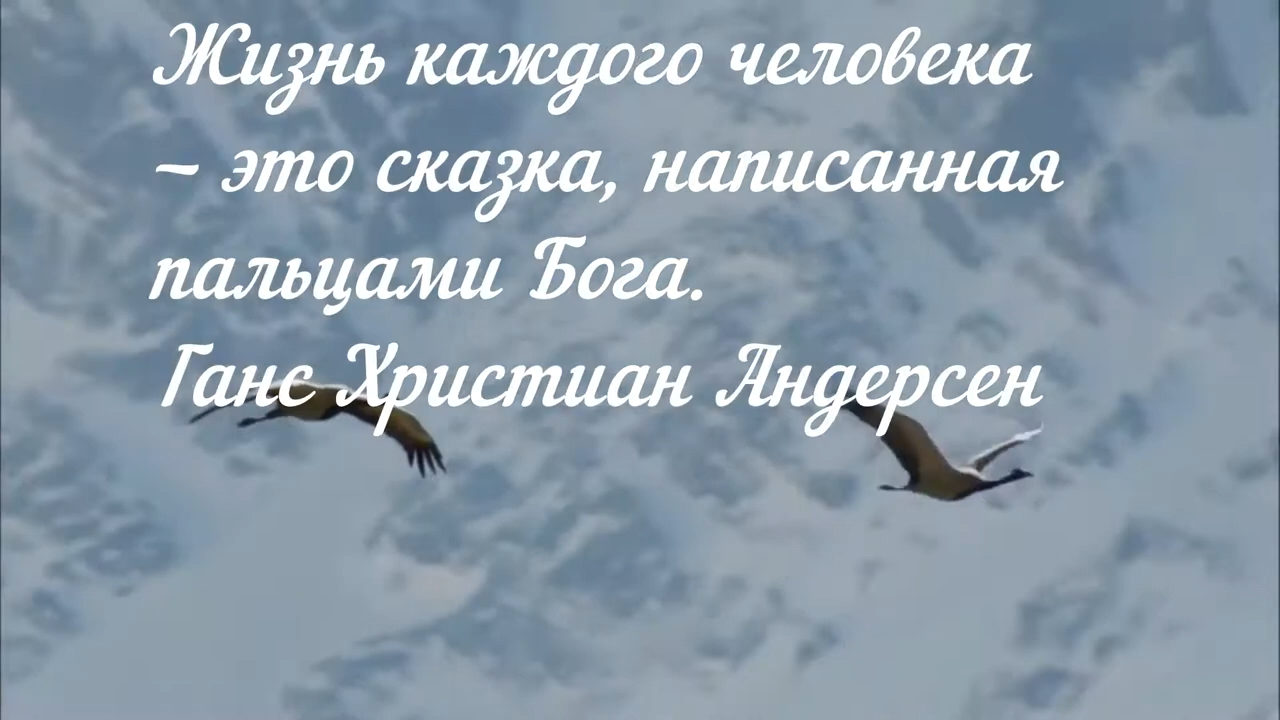 Жизнь каждого человека
– это сказка, написанная
пальцами Бога.
Ганс Христиан Андерсен